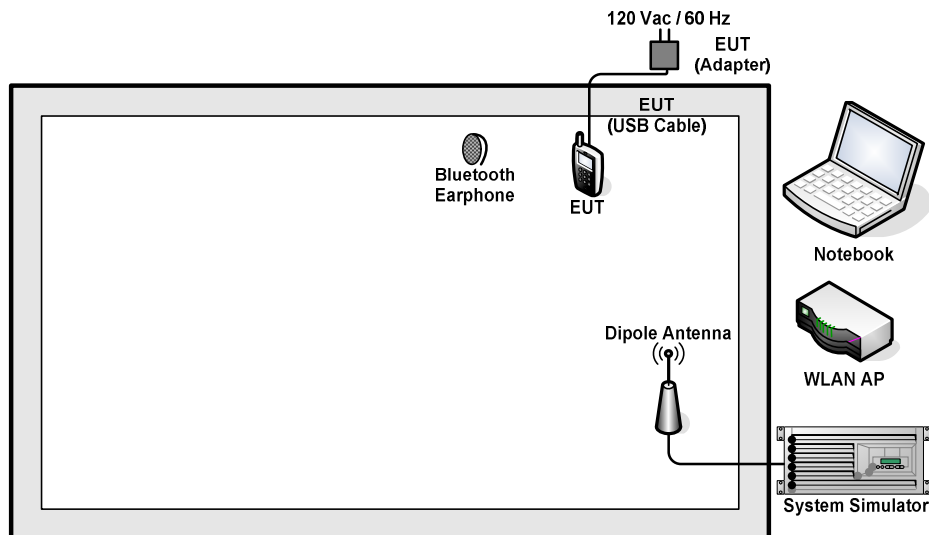 120 Vac / 60 Hz
EUT
(Adapter)
EUT
(USB Cable)
Bluetooth
Earphone
EUT
Notebook
Dipole Antenna
WLAN AP
System Simulator